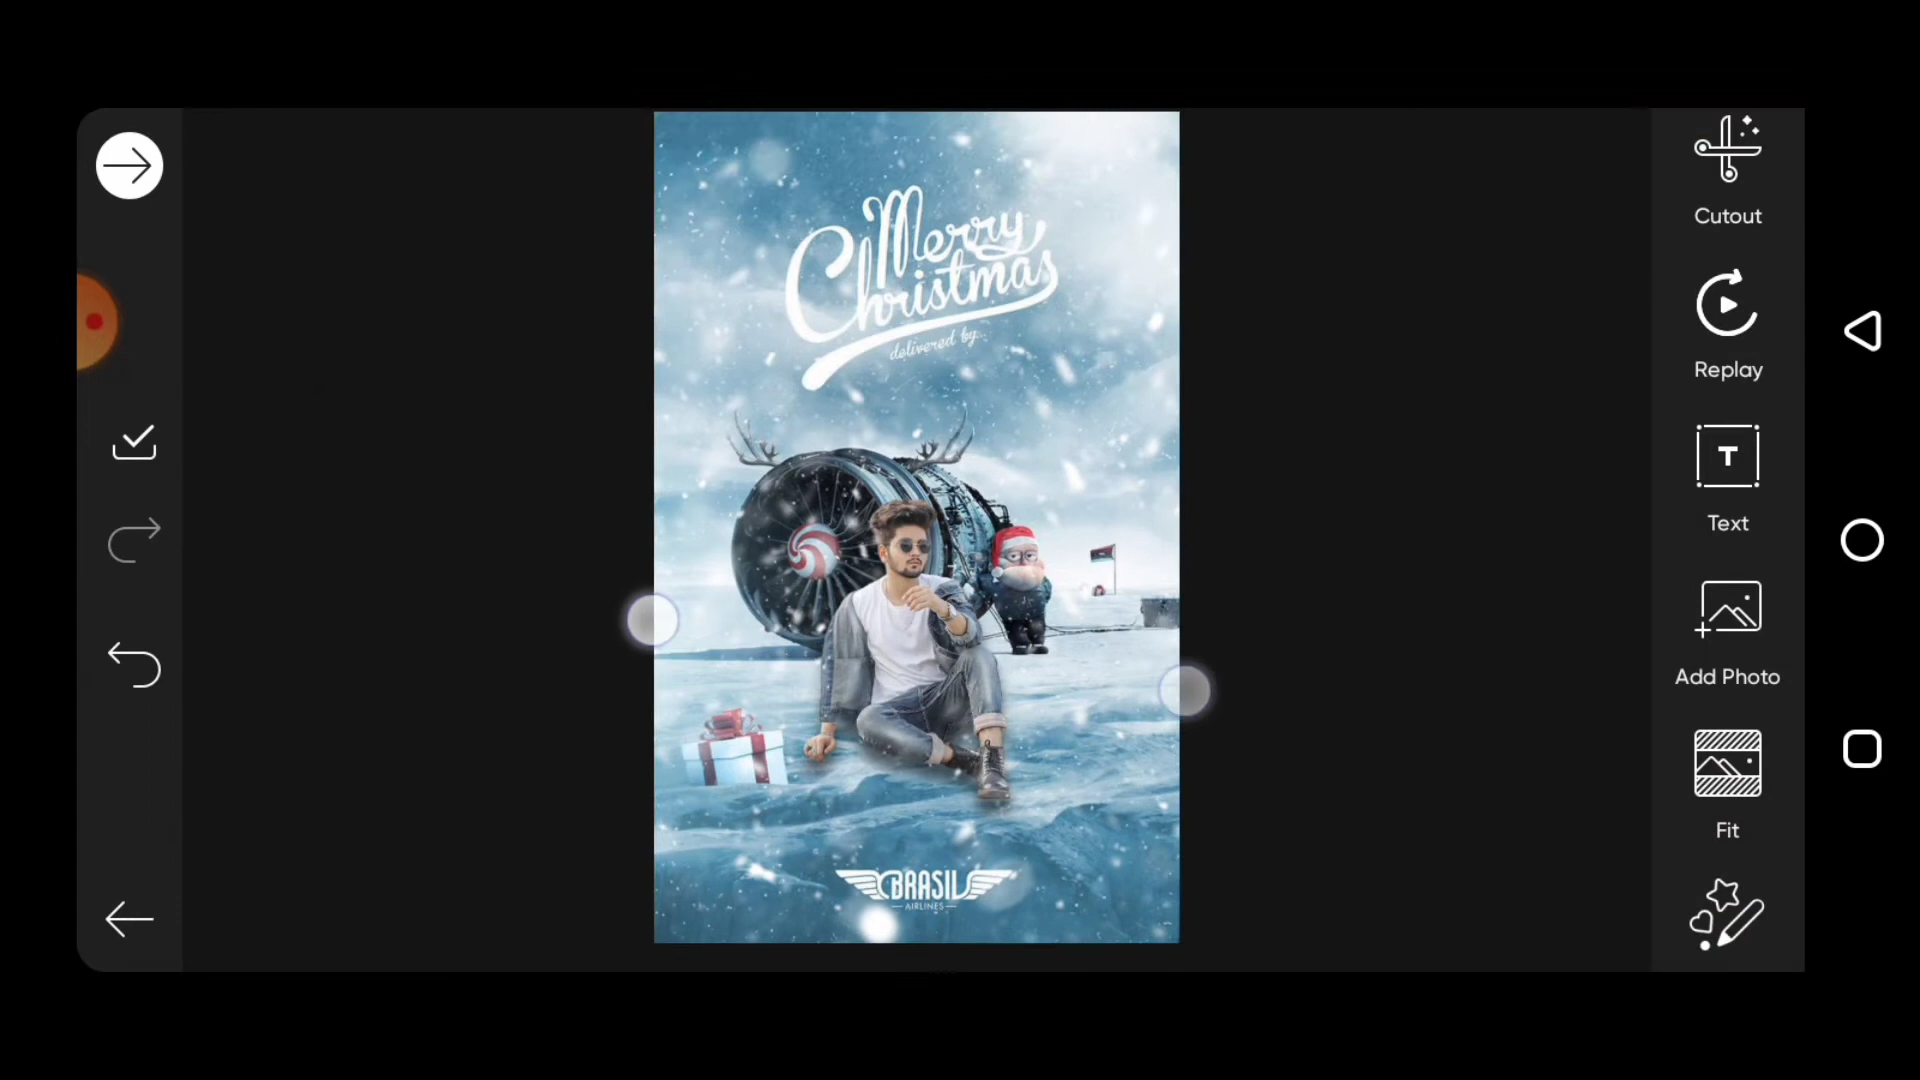 Merry
Christmas
delivered by...
BRASIL
AIRLINES
Cutout
Replay
T
Text
Add Photo
Fit